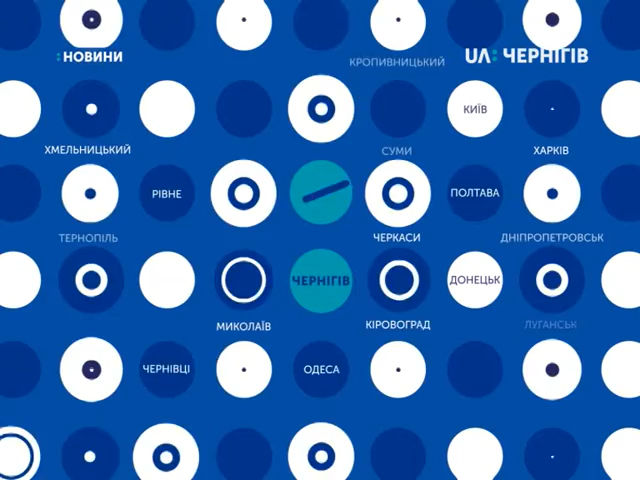 :НОВИНИ
UA: ЧЕРНІГІВ
КРОПИВНИЦЬКИЙ
КИЇВ
ХМЕЛЬНИЦЬКИЙ
СУМИ
ХАРКІВ
РІВНЕ
ПОЛТАВА
ТЕРНОПІЛЬ
ЧЕРКАСИ
ДНІПРОПЕТРОВСЬК
ЧЕРНІГІВ
ДОНЕЦЬК
МИКОЛАЇВ
КІРОВОГРАД
ЛУГАНСЬК
ЧЕРНІВЦІ
ОДЕСА